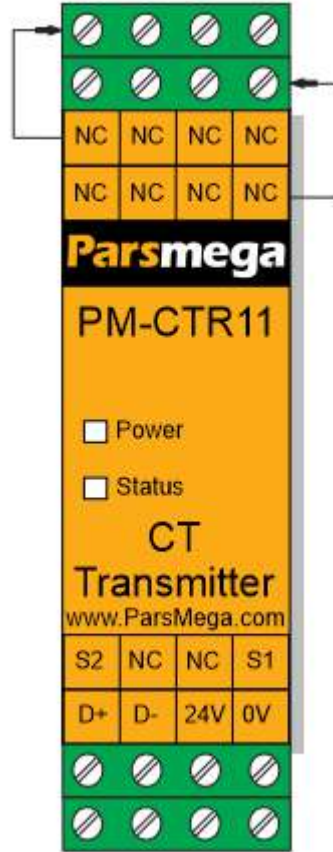 NC NC NC NC
NC NC NC NC
Parsmega
PM-CTR11
Power
Status
CT
Transmitter
www.ParsMega.com
S2 NC NC S1
D+ D- 24V 0V